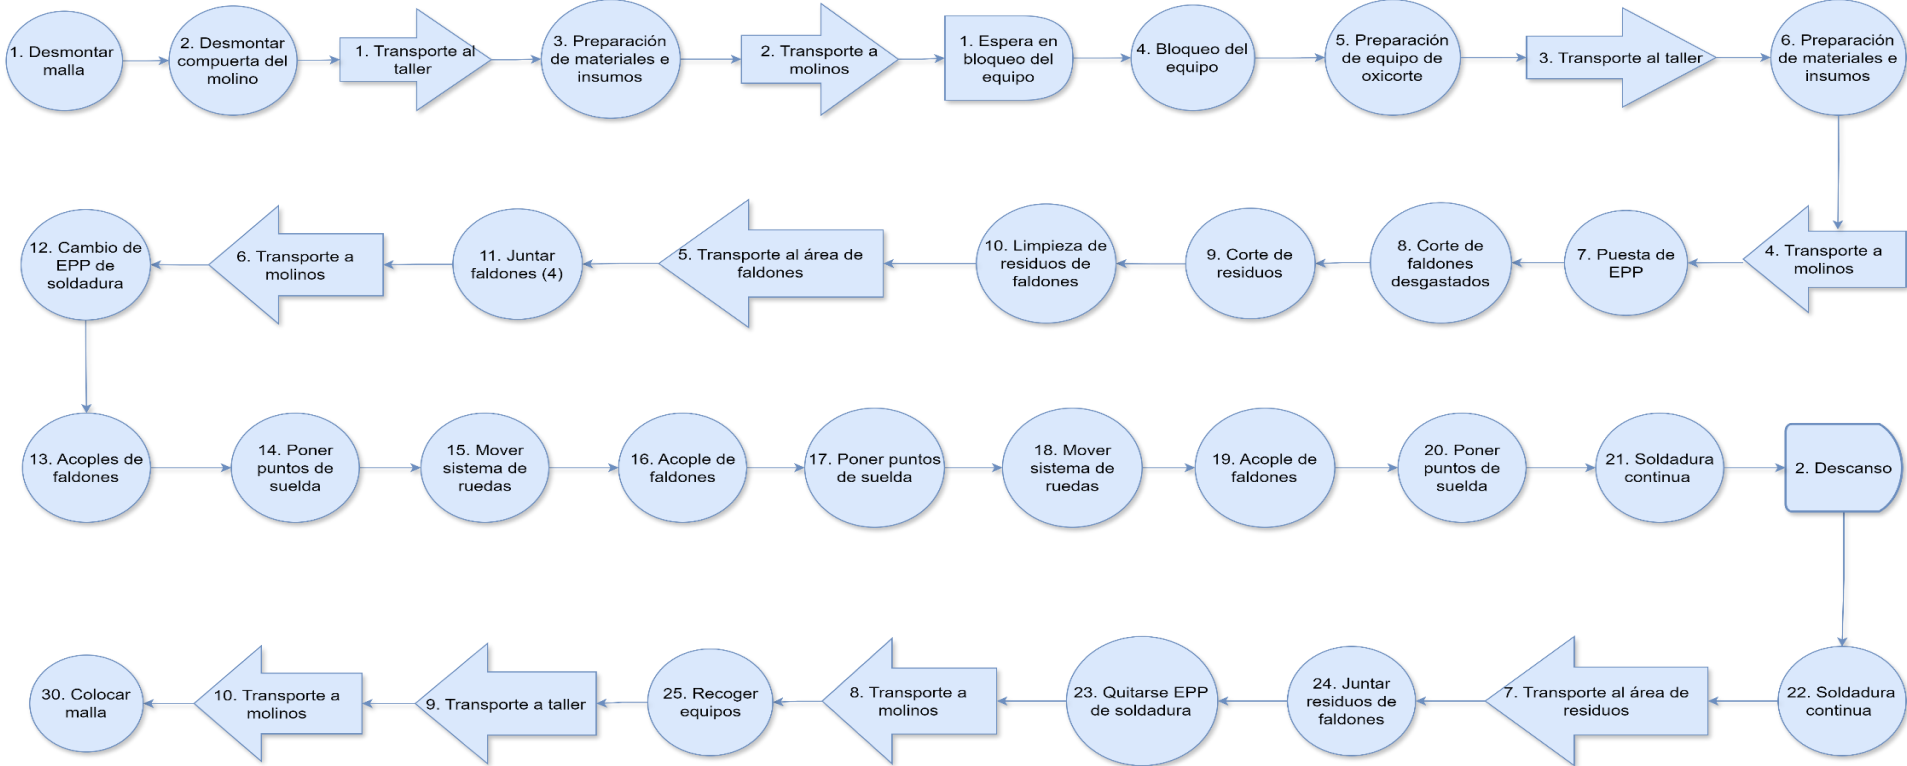 1. Desmontar
malla
2. Desmontar
compuerta del
molino
1. Transporte al
taller
3. Preparación
de materiales e
insumos
2. Transporte a
molinos
1. Espera en
bloqueo del
equipo
4. Bloqueo del
equipo
5. Preparación
de equipo de
oxicorte
3. Transporte al taller
6. Preparación
de materiales e
insumos
4. Transporte a
molinos
7. Puesta de
EPP
8. Corte de
faldones
desgastados
9. Corte de
residuos
10. Limpieza de
residuos de
faldones
5. Transporte al área de
faldones
11. Juntar
faldones (4)
6. Transporte a
molinos
12. Cambio de
EPP de
soldadura
13. Acoples de
faldones
14. Poner
puntos de
suelda
15. Mover
sistema de
ruedas
16. Acople de
faldones
17. Poner puntos
de suelda
18. Mover
sistema de
ruedas
19. Acople de
faldones
20. Poner
puntos de
suelda
21. Soldadura
continua
2. Descanso
22. Soldadura
continua
7. Transporte al área de
residuos
24. Juntar
residuos de
faldones
23. Quitarse EPP
de soldadura
8. Transporte a
molinos
25. Recoger
equipos
9. Transporte a taller
10. Transporte a
molinos
30. Colocar
malla